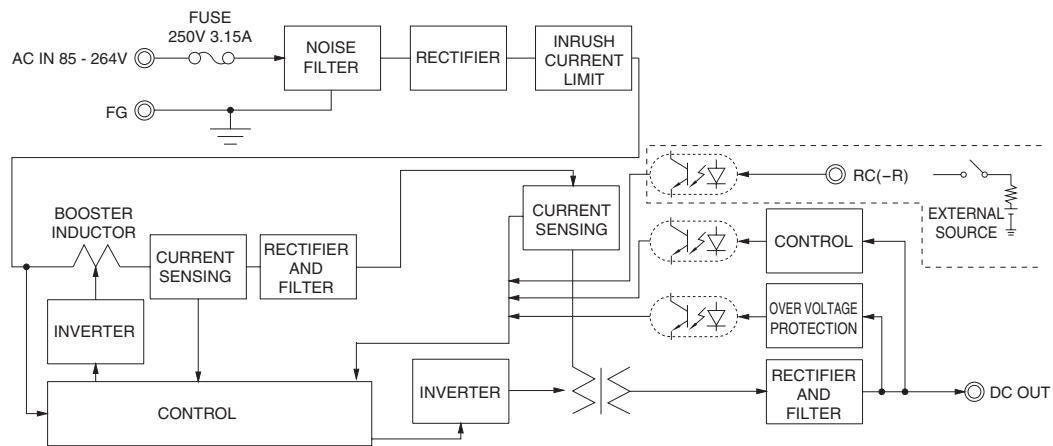 FUSE
250V 3.15A
AC IN 85 - 264V
NOISE
FILTER
RECTIFIER
INRUSH
CURRENT
LIMIT
FG
RC(−R)
EXTERNAL
SOURCE
BOOSTER
INDUCTOR
CURRENT
SENSING
RECTIFIER
AND
FILTER
CURRENT
SENSING
CONTROL
INVERTER
OVER VOLTAGE
PROTECTION
CONTROL
INVERTER
RECTIFIER
AND
FILTER
DC OUT